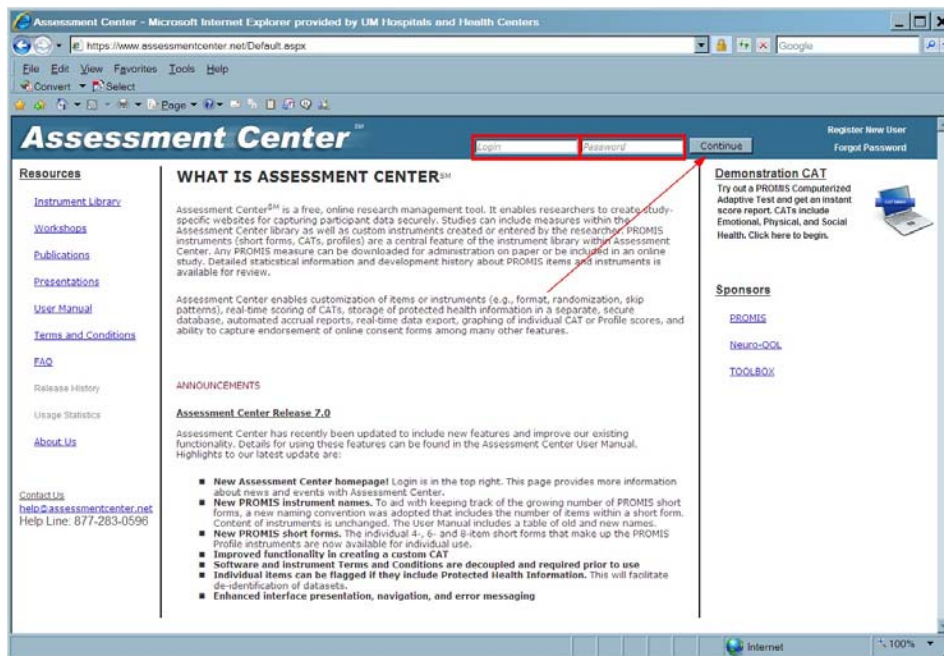 Assessment Center - Microsoft Internet Explorer provided by UM Hospitals and Health Centers
https://www.assessmentcenter.net/Default.aspx
Google
File Edit View Favorites Tools Help
Convert Select
Page
Assessment Center SM
Login Password Continue
Register New User
Forgot Password
Resources
Instrument Library
Workshops
Publications
Presentations
User Manual
Terms and Conditions
FAQ
Release History
Usage Statistics
About Us
Contact Us
help@assessmentcenter.net
Help Line: 877-283-0596
WHAT IS ASSESSMENT CENTER SM
Assessment Center SM is a free, online research management tool. It enables researchers to create study-
specific websites for capturing participant data securely. Studies can include measures within the
Assessment Center library as well as custom instruments created or entered by the researcher. PROMIS
instruments (short forms, CATs, profiles) are a central feature of the instrument library within Assessment
Center. Any PROMIS measure can be downloaded for administration on paper or be included in an online
study. Detailed statistical information and development history about PROMIS items and instruments is
available for review.
Assessment Center enables customization of items or instruments (e.g., format, randomization, skip
patterns), real-time scoring of CATs, storage of protected health information in a separate, secure
database, automated accrual reports, real-time data export, graphing of individual CAT or Profile scores, and
ability to capture endorsement of online consent forms among many other features.
ANNOUNCEMENTS
Assessment Center Release 7.0
Assessment Center has recently been updated to include new features and improve our existing
functionality. Details for using these features can be found in the Assessment Center User Manual.
Highlights to our latest update are:
■ New Assessment Center homepage! Login is in the top right. This page provides more information
about news and events with Assessment Center.
■ New PROMIS instrument names. To aid with keeping track of the growing number of PROMIS short
forms, a new naming convention was adopted that includes the number of items within a short form.
Content of instruments is unchanged. The User Manual includes a table of old and new names.
■ New PROMIS short forms. The individual 4-, 6- and 8-item short forms that make up the PROMIS
Profile instruments are now available for individual use.
■ Improved functionality in creating a custom CAT
■ Software and instrument Terms and Conditions are decoupled and required prior to use
■ Individual items can be flagged if they include Protected Health Information. This will facilitate
de-identification of datasets.
■ Enhanced interface presentation, navigation, and error messaging
Demonstration CAT
Try out a PROMIS Computerized
Adaptive Test and get an instant
score report. CATs include
Emotional, Physical, and Social
Health. Click here to begin.
Sponsors
PROMIS
Neuro-QOL
TOOLBOX
Internet
100%